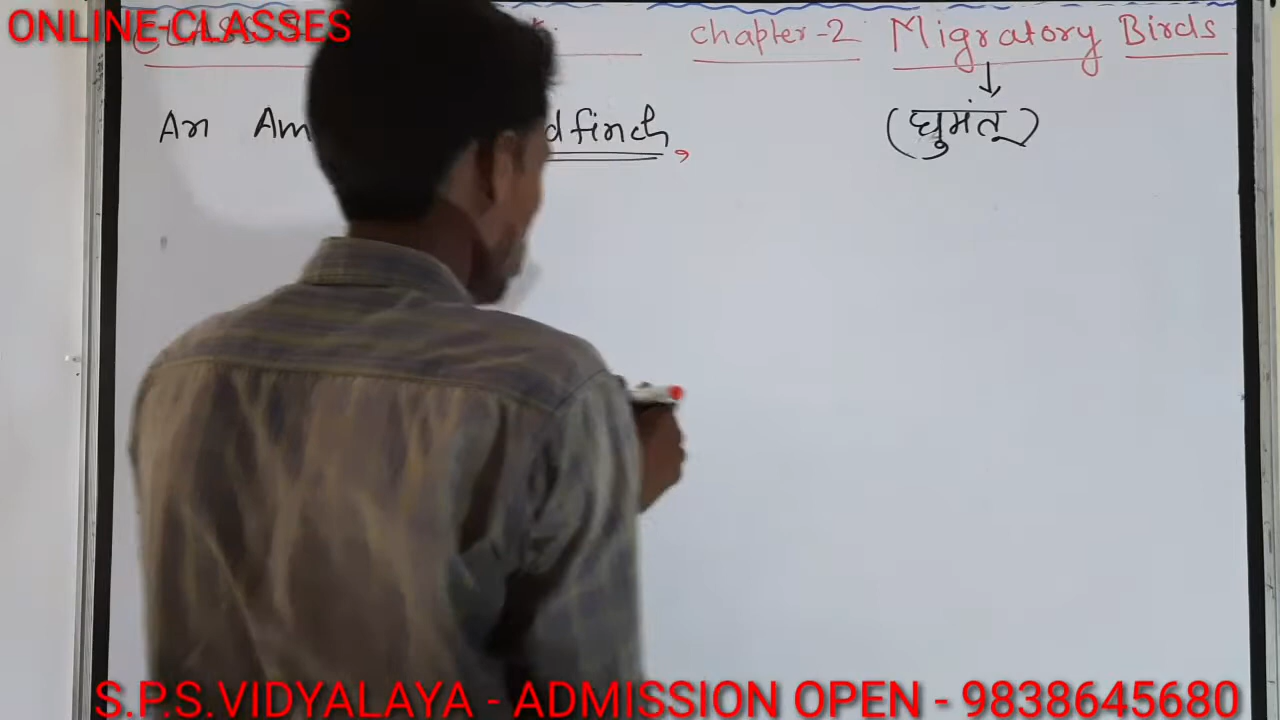 ONLINE-CLASSES
chapter-2 Migratory Birds
An Am dfinch,
(घुमंतू)
S.P.S.VIDYALAYA - ADMISSION OPEN - 9838645680